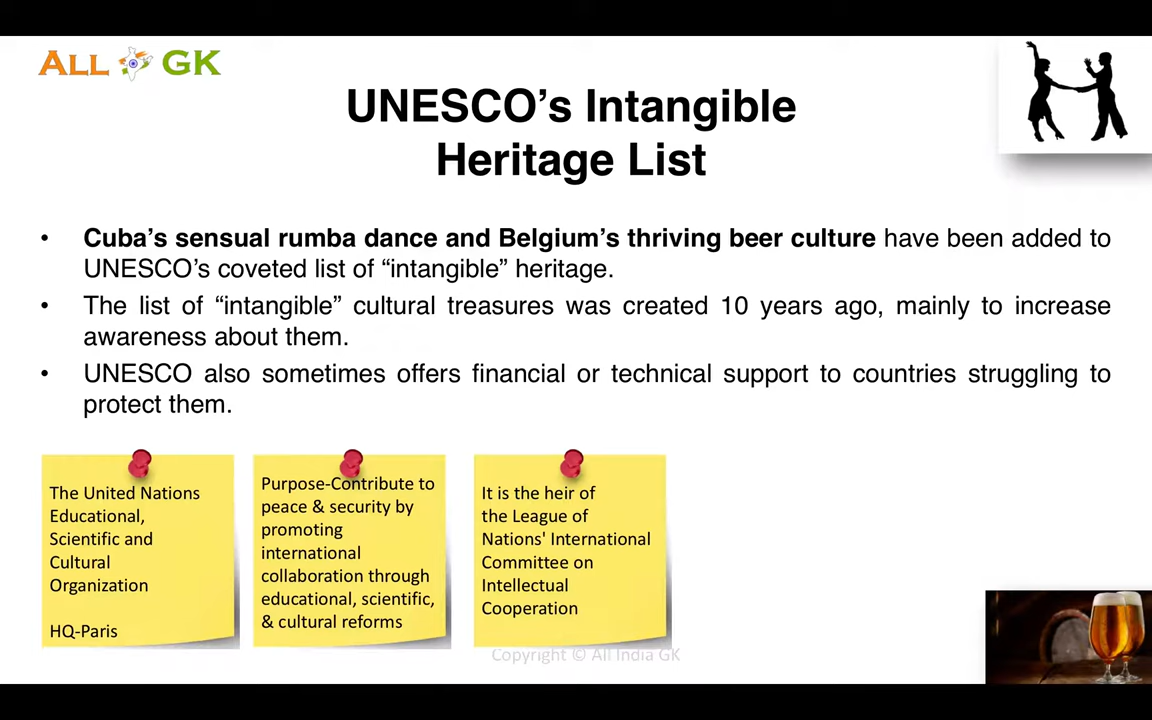 ALL GK
UNESCO’s Intangible
Heritage List
• Cuba’s sensual rumba dance and Belgium’s thriving beer culture have been added to
UNESCO’s coveted list of “intangible” heritage.
• The list of “intangible” cultural treasures was created 10 years ago, mainly to increase
awareness about them.
• UNESCO also sometimes offers financial or technical support to countries struggling to
protect them.
The United Nations
Educational,
Scientific and
Cultural
Organization
HQ-Paris
Purpose-Contribute to
peace & security by
promoting
international
collaboration through
educational, scientific,
& cultural reforms
It is the heir of
the League of
Nations' International
Committee on
Intellectual
Cooperation
Copyright © All India GK